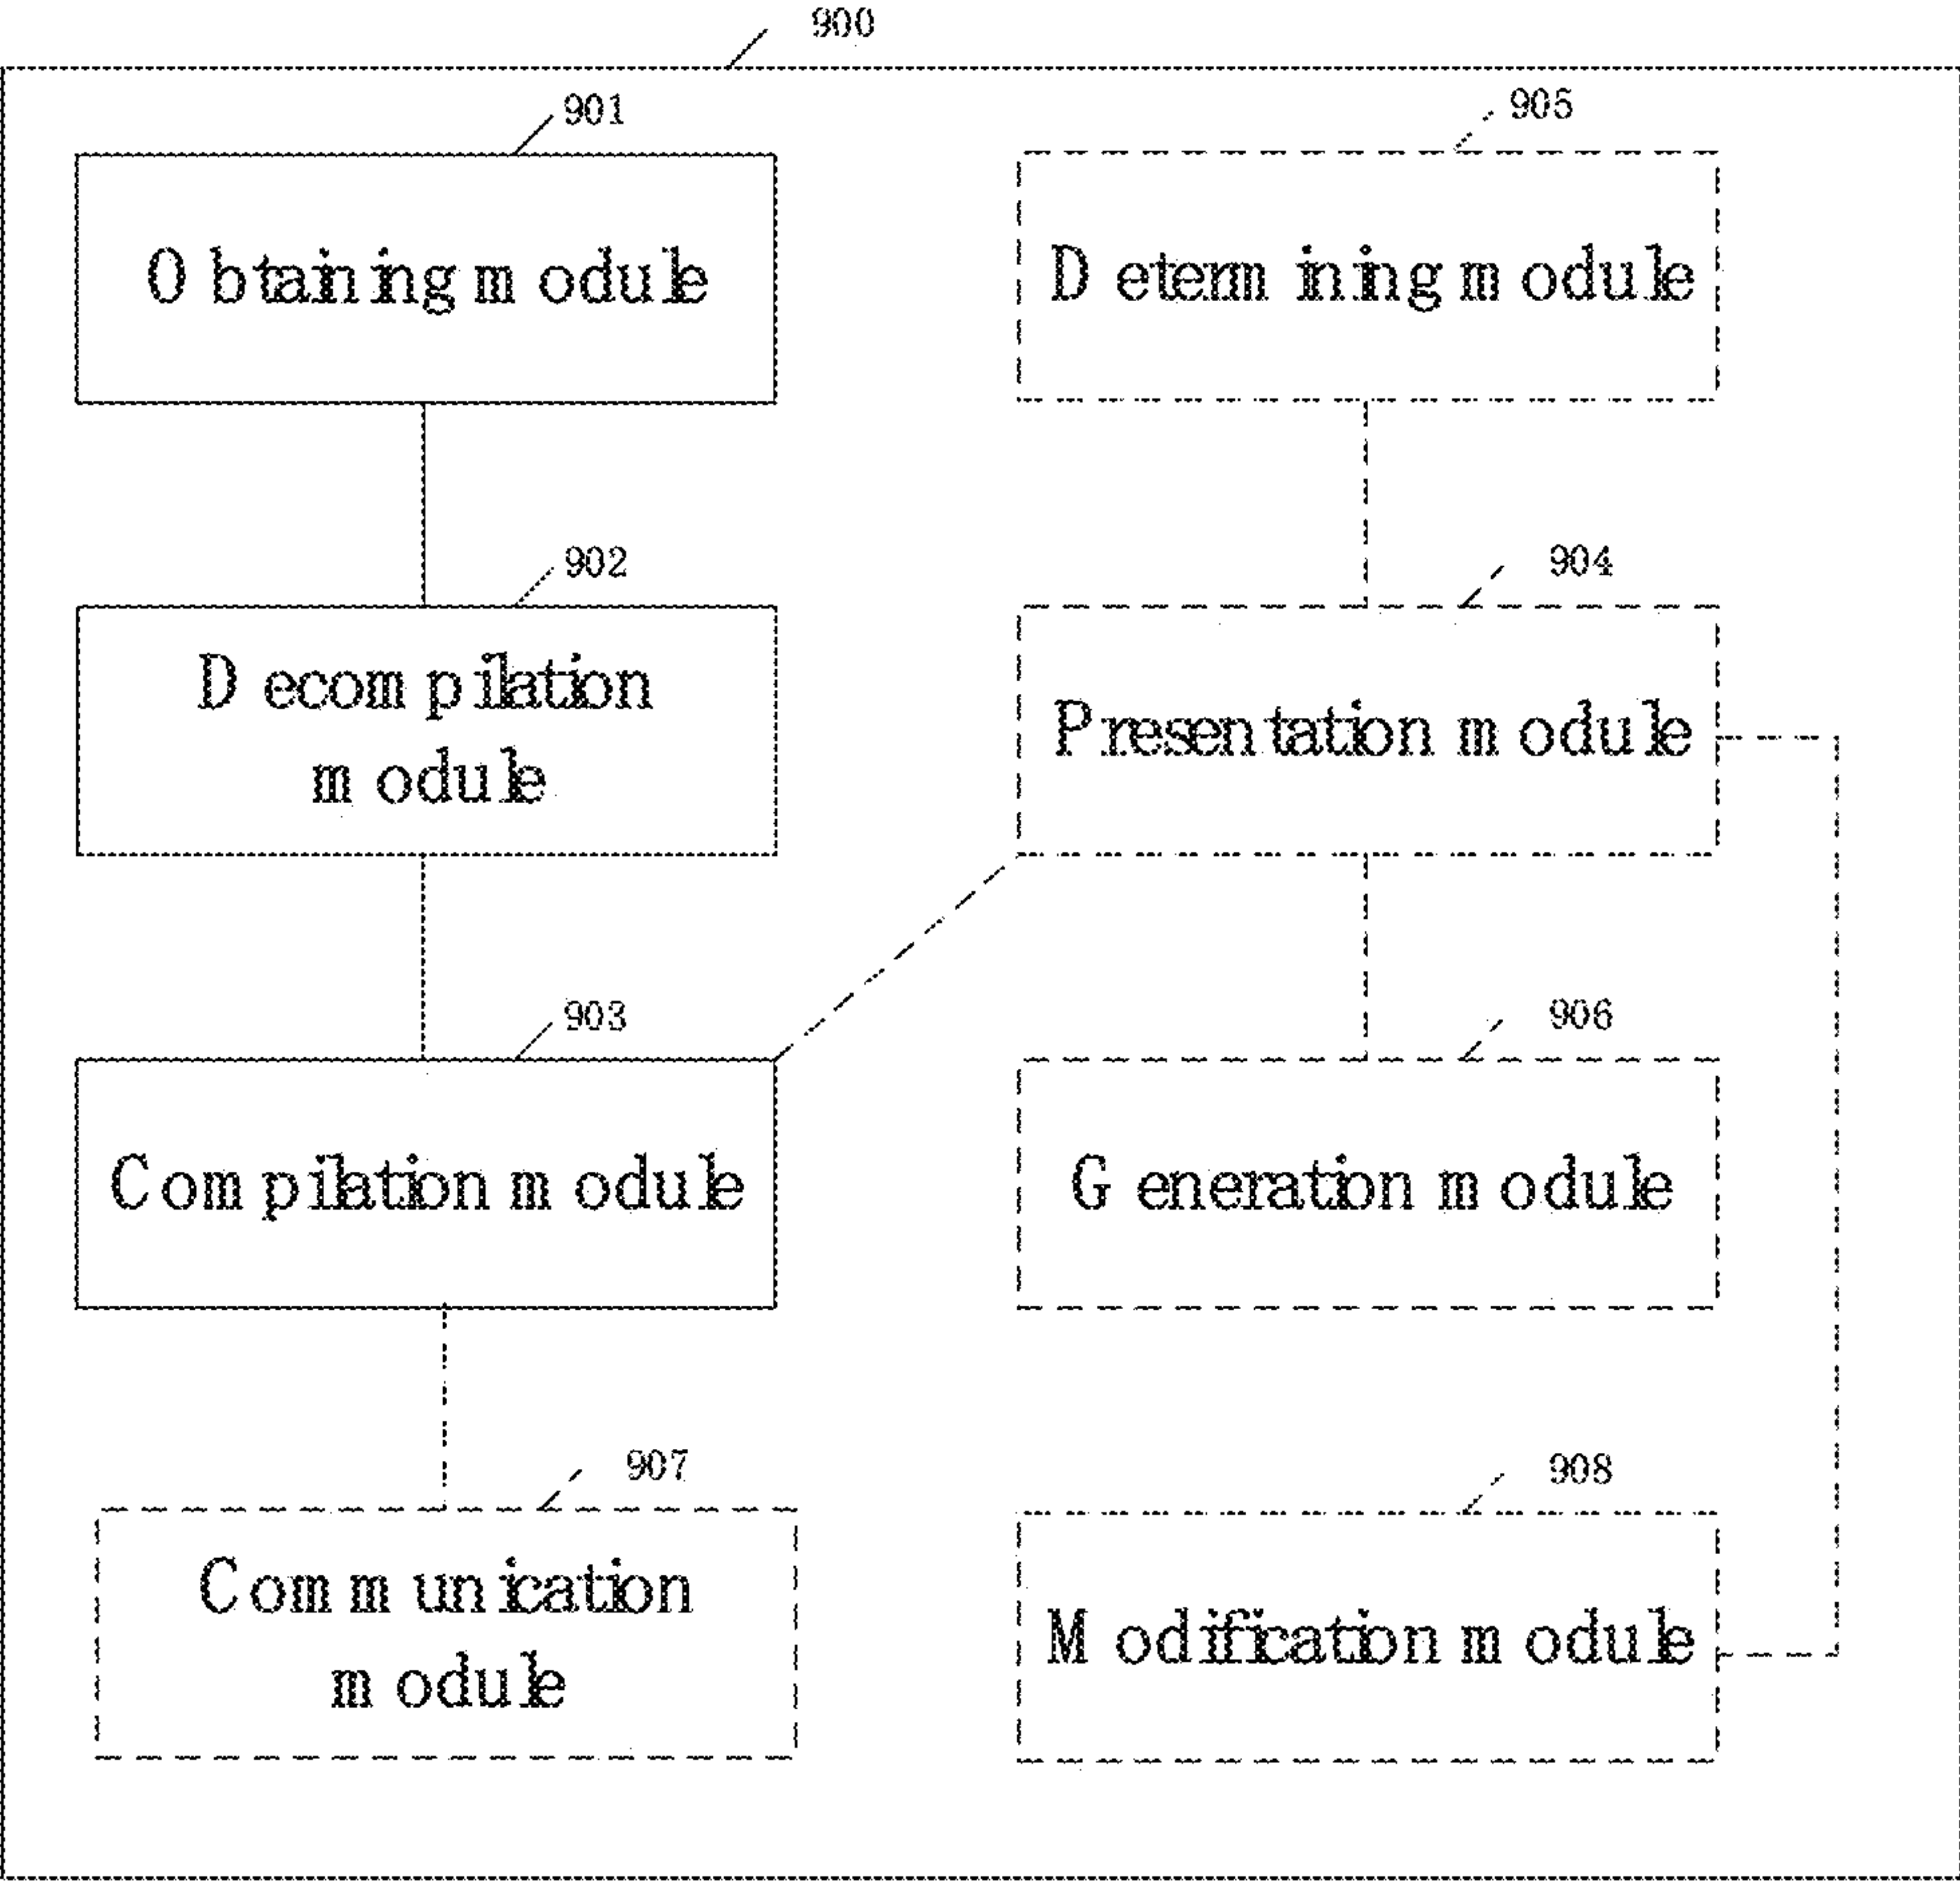 900
901
Obtaining module
905
Determining module
902
Decompilation
module
904
Presentation module
903
Compilation module
906
Generation module
907
Communication
module
908
Modification module